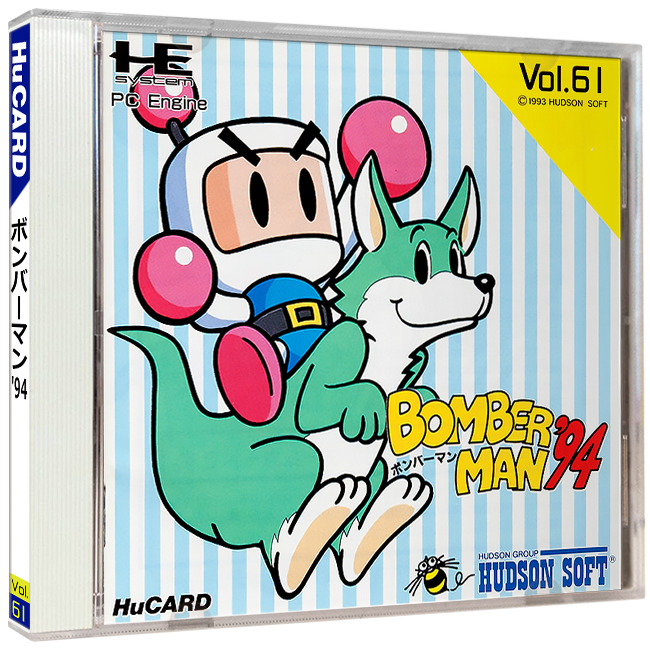 HuCARD
ボンバーマン'94
Vol.
61
HE
SYSTEM
PC Engine
Vol.61
©1993 HUDSON SOFT
BOMBER
MAN '94
ボンバーマン
HUDSON GROUP
HUDSON SOFT®
HuCARD